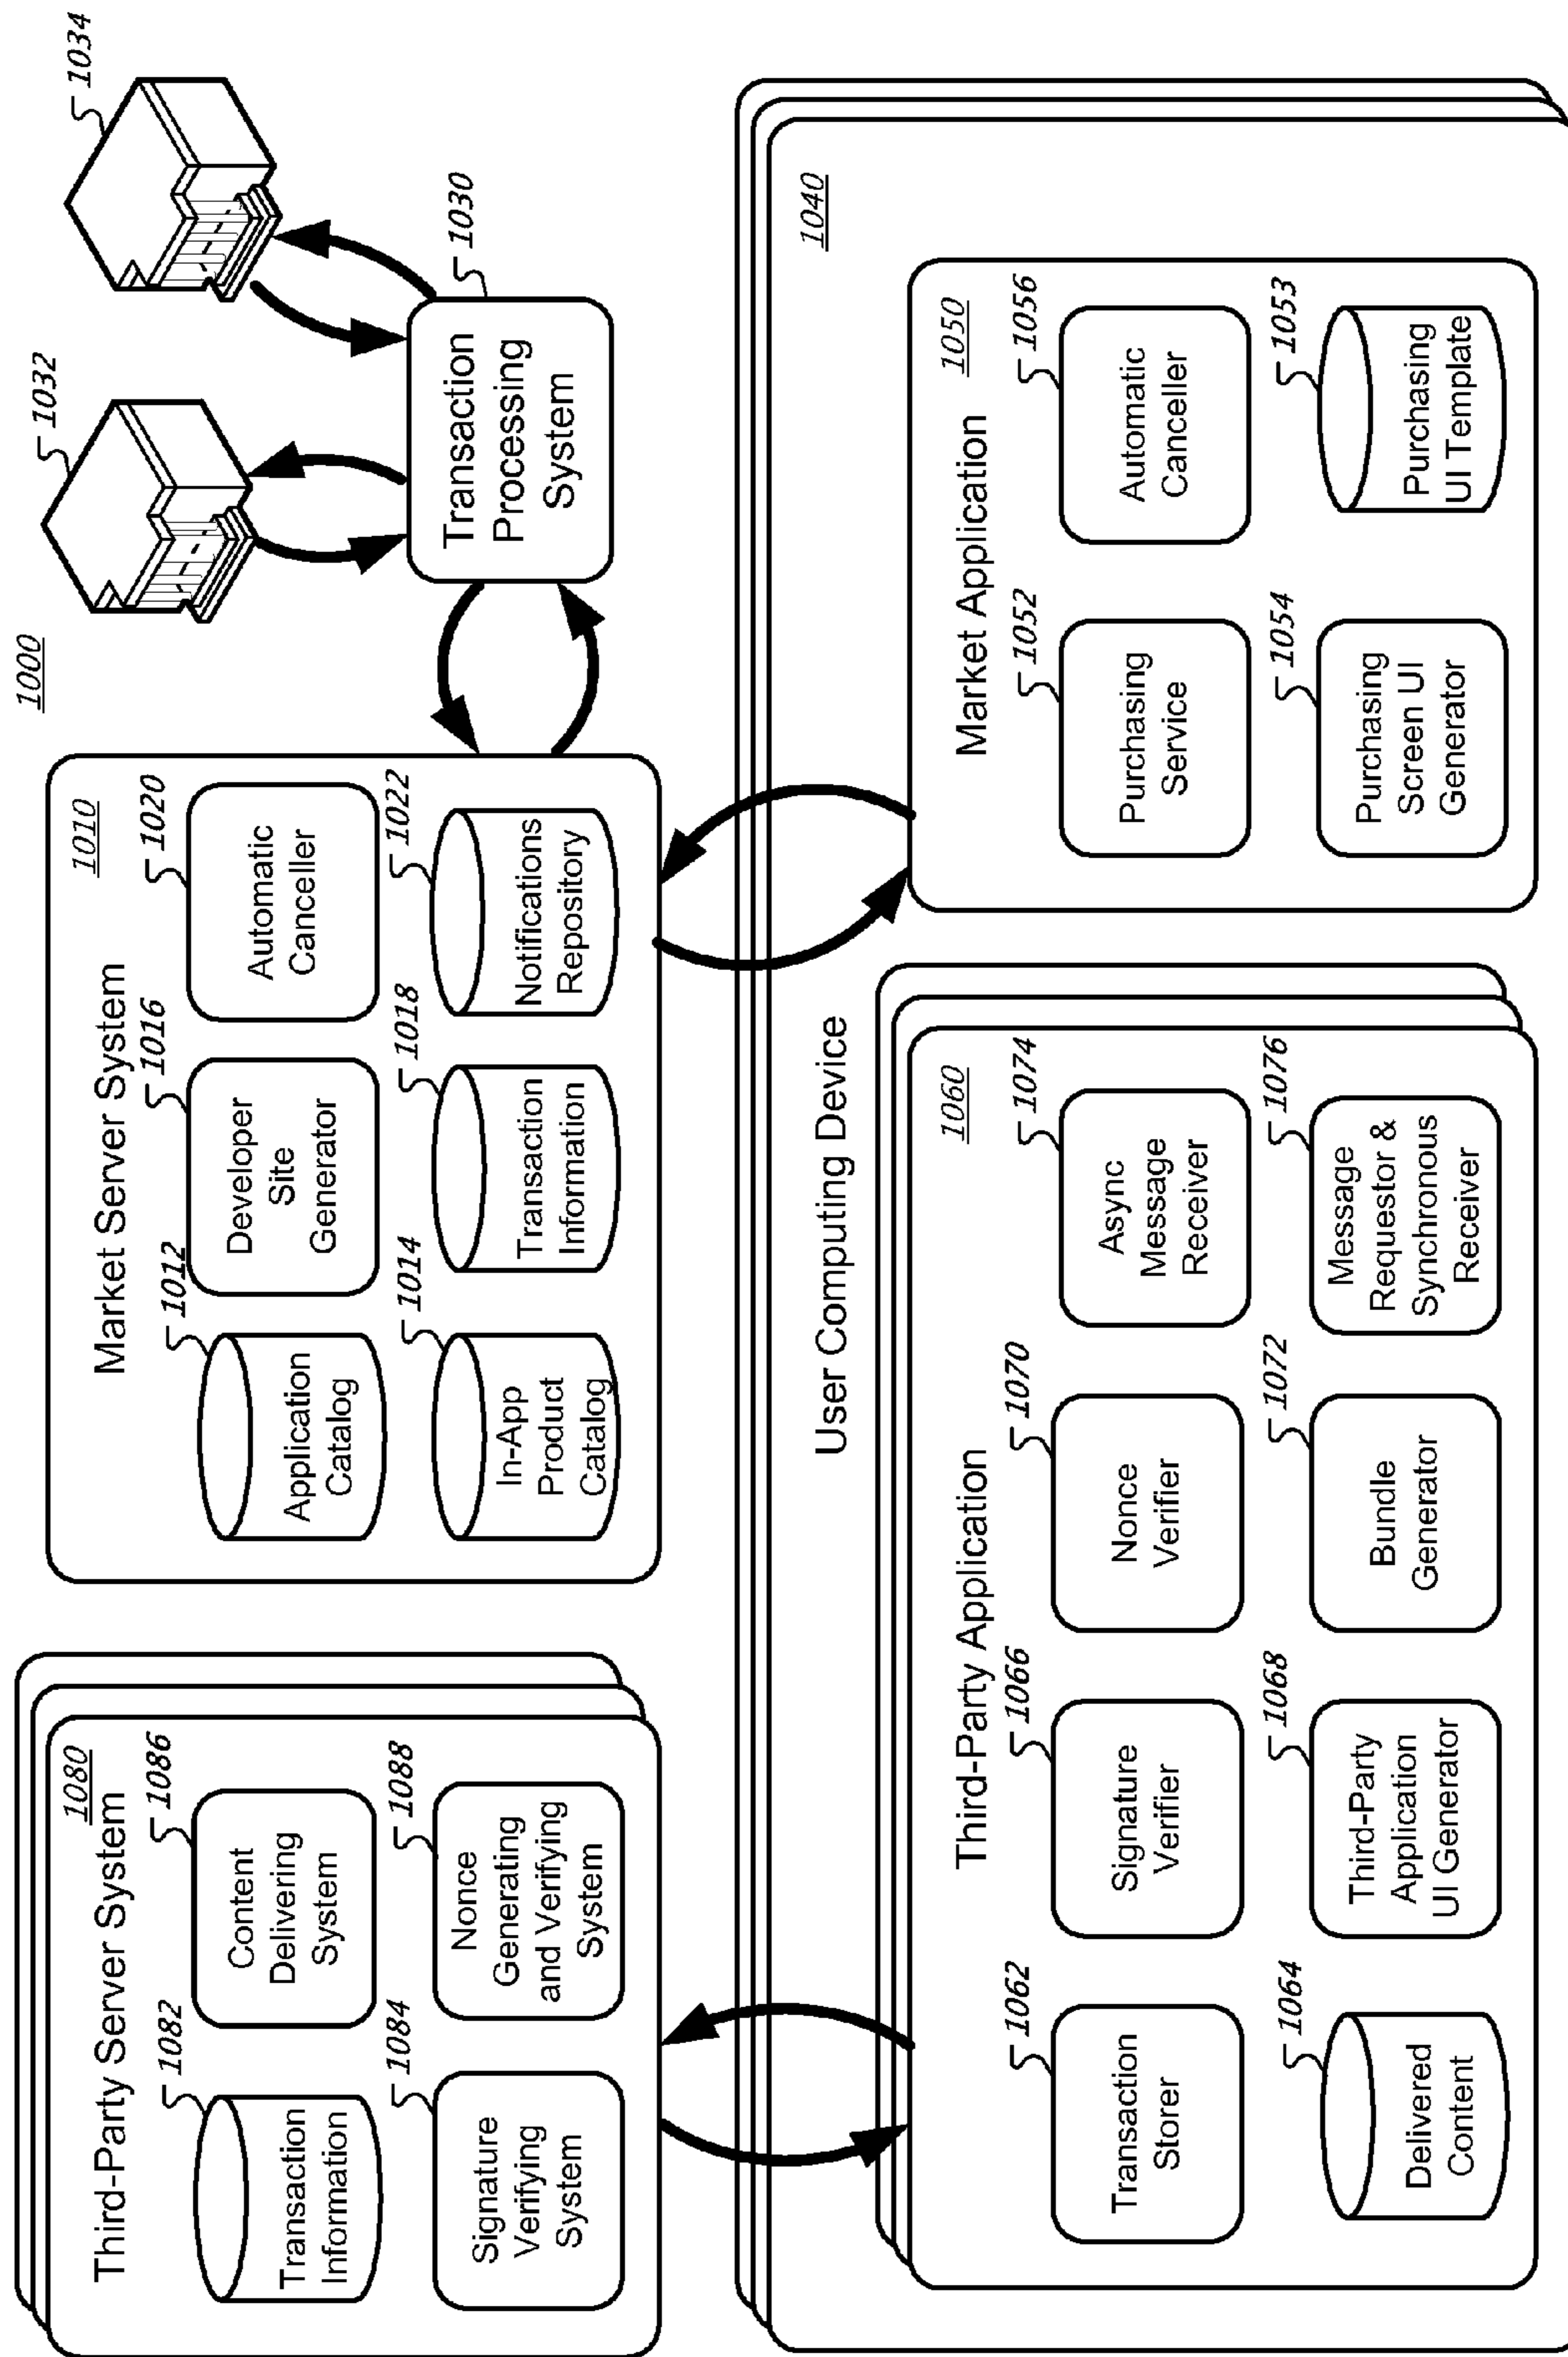 1000
Third-Party Server System
1080
1082
Transaction
Information
1086
Content
Delivering
System
1084
Signature
Verifying
System
1088
Nonce
Generating
and Verifying
System
Market Server System
1010
1012
Application
Catalog
1016
Developer
Site
Generator
1020
Automatic
Canceller
1014
In-App
Product
Catalog
1018
Transaction
Information
1022
Notifications
Repository
1032
1034
1030
Transaction
Processing
System
User Computing Device
1040
Third-Party Application
1060
1062
Transaction
Storer
1066
Signature
Verifier
1070
Nonce
Verifier
1074
Async
Message
Receiver
1064
Delivered
Content
1068
Third-Party
Application
UI Generator
1072
Bundle
Generator
1076
Message
Requestor &
Synchronous
Receiver
Market Application
1050
1052
Purchasing
Service
1056
Automatic
Canceller
1054
Purchasing
Screen UI
Generator
1053
Purchasing
UI Template